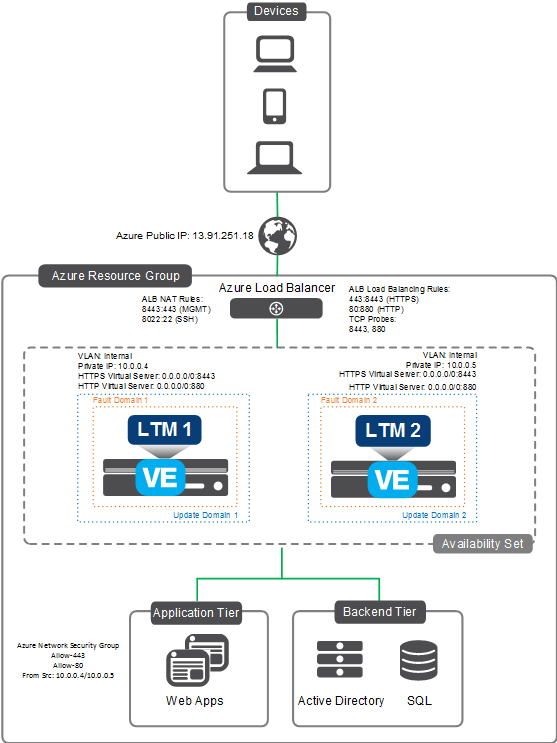 Devices
Azure Public IP: 13.91.251.18
Azure Resource Group
Azure Load Balancer
ALB NAT Rules:
8443:443 (MGMT)
8022:22 (SSH)
ALB Load Balancing Rules:
443:8443 (HTTPS)
80:880 (HTTP)
TCP Probes:
8443, 880
VLAN: Internal
Private IP: 10.0.0.4
HTTPS Virtual Server: 0.0.0.0/0:8443
HTTP Virtual Server: 0.0.0.0/0:880
VLAN: Internal
Private IP: 10.0.0.5
HTTPS Virtual Server: 0.0.0.0/0:8443
HTTP Virtual Server: 0.0.0.0/0:880
Fault Domain 1
LTM 1
VE
Update Domain 1
Fault Domain 2
LTM 2
VE
Update Domain 2
Availability Set
Application Tier
Web Apps
Backend Tier
Active Directory
SQL
Azure Network Security Group
Allow-443
Allow-80
From Src: 10.0.0.4/10.0.0.5